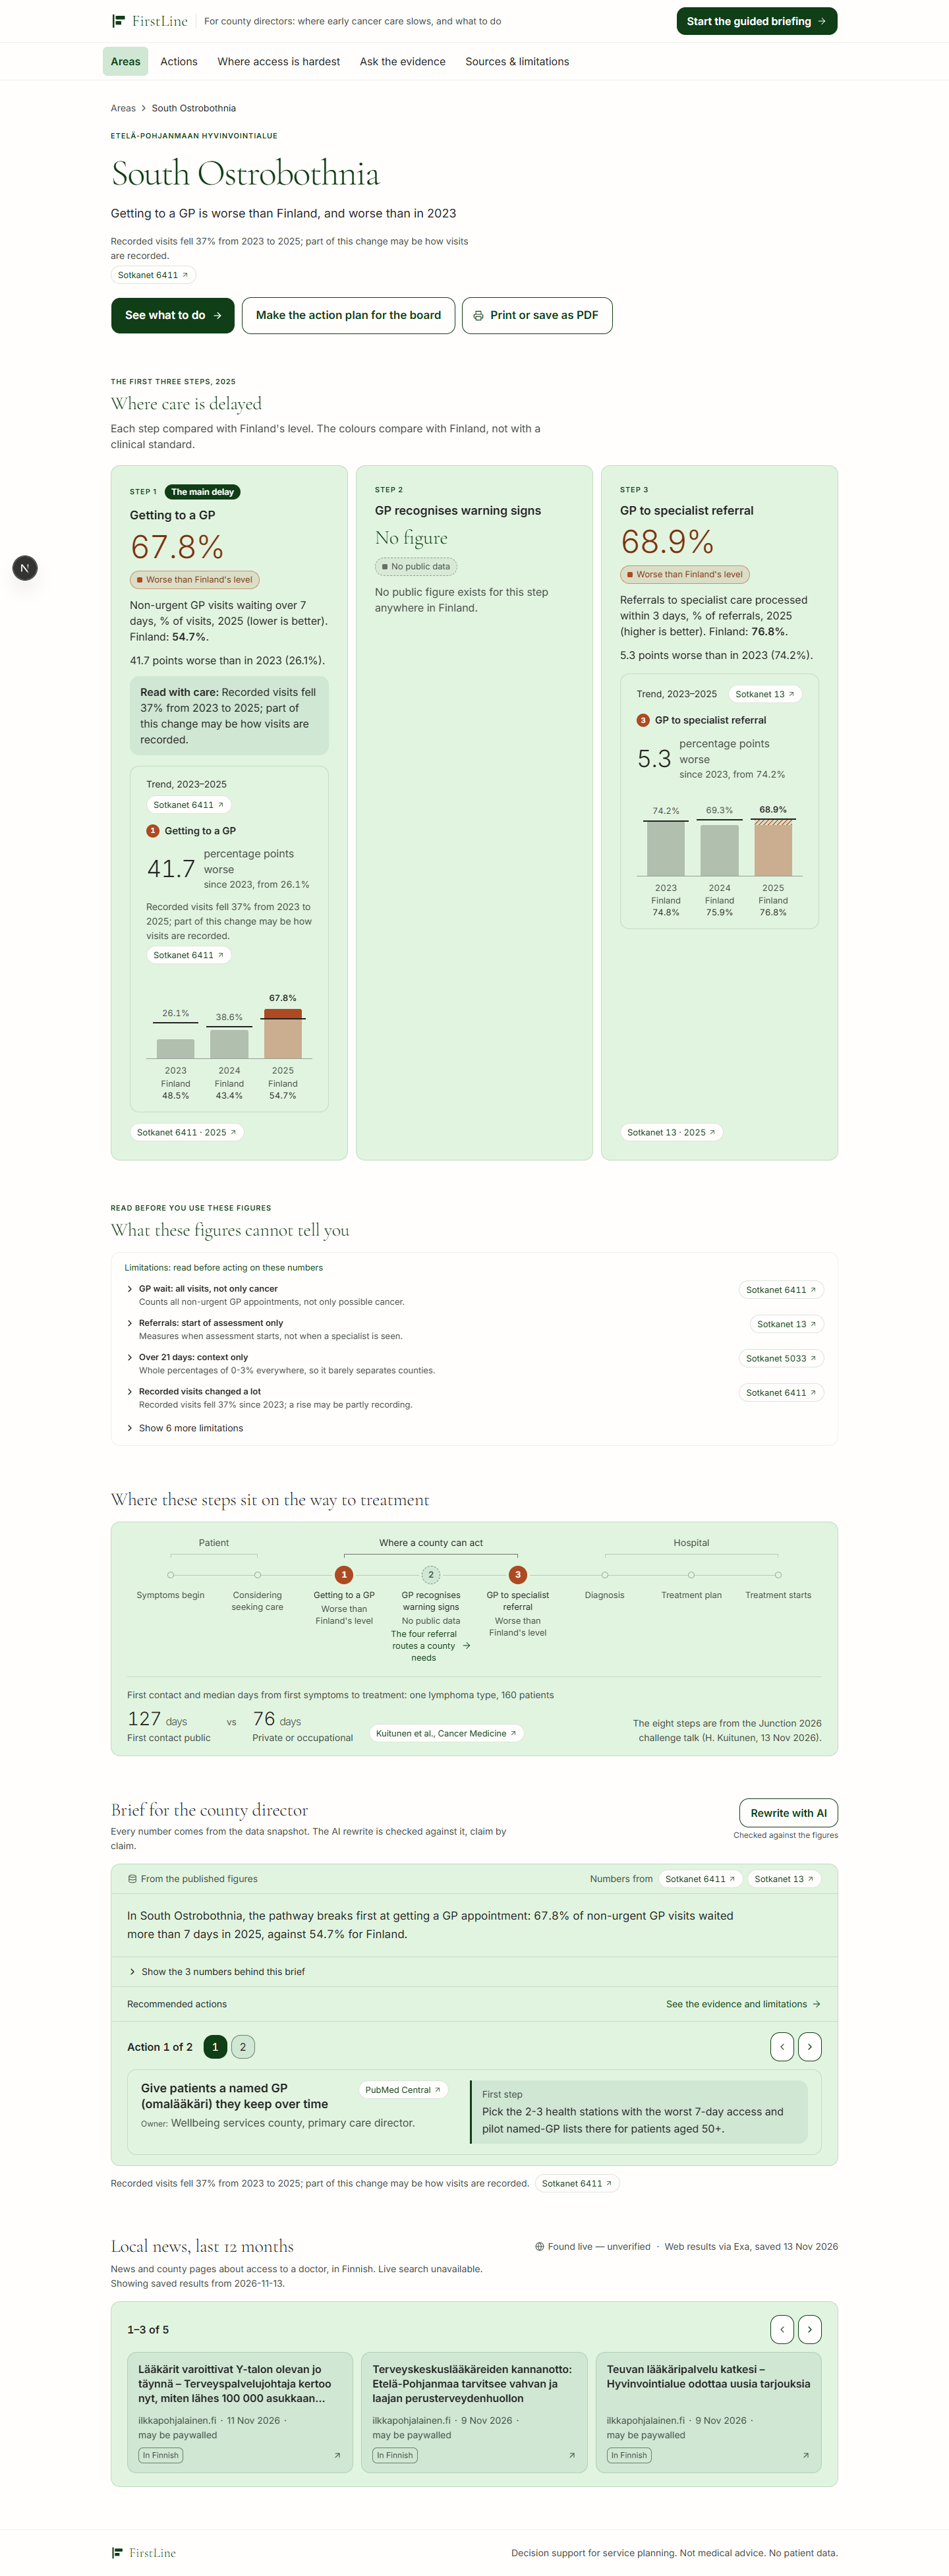 FirstLine
For county directors: where early cancer care slows, and what to do
Start the guided briefing →
Areas
Actions
Where access is hardest
Ask the evidence
Sources & limitations
Areas > South Ostrobothnia
ETELÄ-POHJANMAAN HYVINVOINTIALUE
South Ostrobothnia
Getting to a GP is worse than Finland, and worse than in 2023
Recorded visits fell 37% from 2023 to 2025; part of this change may be how visits
are recorded.
Sotkanet 6411 ↗
See what to do →
Make the action plan for the board
Print or save as PDF
THE FIRST THREE STEPS, 2025
Where care is delayed
Each step compared with Finland's level. The colours compare with Finland, not with a
clinical standard.
STEP 1
The main delay
Getting to a GP
67.8%
Worse than Finland's level
Non-urgent GP visits waiting over 7
days, % of visits, 2025 (lower is better).
Finland: 54.7%.
41.7 points worse than in 2023 (26.1%).
Read with care: Recorded visits fell
37% from 2023 to 2025; part of
this change may be how visits are
recorded.
Trend, 2023–2025
Sotkanet 6411 ↗
1 Getting to a GP
41.7
percentage points
worse
since 2023, from 26.1%
Recorded visits fell 37% from 2023 to
2025; part of this change may be how
visits are recorded.
Sotkanet 6411 ↗
26.1% 38.6% 67.8%
2023 2024 2025
Finland Finland Finland
48.5% 43.4% 54.7%
Sotkanet 6411 · 2025 ↗
STEP 2
GP recognises warning signs
No figure
No public data
No public figure exists for this step
anywhere in Finland.
STEP 3
GP to specialist referral
68.9%
Worse than Finland's level
Referrals to specialist care processed
within 3 days, % of referrals, 2025
(higher is better). Finland: 76.8%.
5.3 points worse than in 2023 (74.2%).
Trend, 2023–2025
Sotkanet 13 ↗
3 GP to specialist referral
5.3
percentage points
worse
since 2023, from 74.2%
74.2% 69.3% 68.9%
2023 2024 2025
Finland Finland Finland
74.8% 75.9% 76.8%
Sotkanet 13 · 2025 ↗
N
READ BEFORE YOU USE THESE FIGURES
What these figures cannot tell you
Limitations: read before acting on these numbers
GP wait: all visits, not only cancer
Counts all non-urgent GP appointments, not only possible cancer.
Sotkanet 6411 ↗
Referrals: start of assessment only
Measures when assessment starts, not when a specialist is seen.
Sotkanet 13 ↗
Over 21 days: context only
Whole percentages of 0-3% everywhere, so it barely separates counties.
Sotkanet 5033 ↗
Recorded visits changed a lot
Recorded visits fell 37% since 2023; a rise may be partly recording.
Sotkanet 6411 ↗
Show 6 more limitations
Where these steps sit on the way to treatment
Patient
Where a county can act
Hospital
1 2 3
Symptoms begin
Considering
seeking care
Getting to a GP
Worse than
Finland's level
GP recognises
warning signs
No public data
The four referral
routes a county →
needs
GP to specialist
referral
Worse than
Finland's level
Diagnosis
Treatment plan
Treatment starts
First contact and median days from first symptoms to treatment: one lymphoma type, 160 patients
127 days
First contact public
vs
76 days
Private or occupational
Kuitunen et al., Cancer Medicine ↗
The eight steps are from the Junction 2026
challenge talk (H. Kuitunen, 13 Nov 2026).
Brief for the county director
Every number comes from the data snapshot. The AI rewrite is checked against it, claim by
claim.
Rewrite with AI
Checked against the figures
From the published figures
Numbers from
Sotkanet 6411 ↗
Sotkanet 13 ↗
In South Ostrobothnia, the pathway breaks first at getting a GP appointment: 67.8% of non-urgent GP visits waited
more than 7 days in 2025, against 54.7% for Finland.
Show the 3 numbers behind this brief
Recommended actions
See the evidence and limitations →
Action 1 of 2
1 2
Give patients a named GP
(omalääkäri) they keep over time
PubMed Central ↗
Owner: Wellbeing services county, primary care director.
First step
Pick the 2-3 health stations with the worst 7-day access and
pilot named-GP lists there for patients aged 50+.
Recorded visits fell 37% from 2023 to 2025; part of this change may be how visits are recorded.
Sotkanet 6411 ↗
Local news, last 12 months
Found live — unverified · Web results via Exa, saved 13 Nov 2026
News and county pages about access to a doctor, in Finnish. Live search unavailable.
Showing saved results from 2026-11-13.
1–3 of 5
Lääkärit varoittivat Y-talon olevan jo
täynnä – Terveyspalvelujohtaja kertoo
nyt, miten lähes 100 000 asukkaan…
ilkkapohjalainen.fi · 11 Nov 2026 ·
may be paywalled
In Finnish ↗
Terveyskeskuslääkäreiden kannanotto:
Etelä-Pohjanmaa tarvitsee vahvan ja
laajan perusterveydenhuollon
ilkkapohjalainen.fi · 9 Nov 2026 ·
may be paywalled
In Finnish ↗
Teuvan lääkäripalvelu katkesi –
Hyvinvointialue odottaa uusia tarjouksia
ilkkapohjalainen.fi · 9 Nov 2026 ·
may be paywalled
In Finnish ↗
FirstLine
Decision support for service planning. Not medical advice. No patient data.